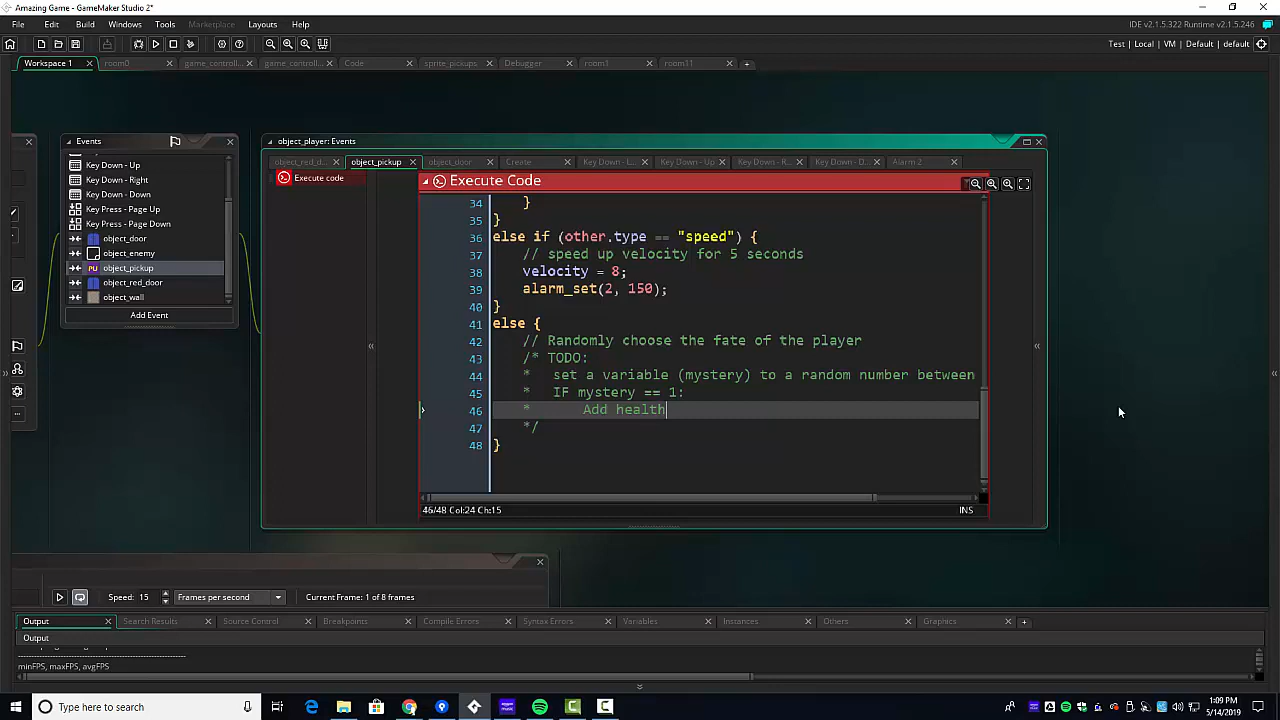 Amazing Game - GameMaker Studio 2*
File Edit Build Windows Tools Marketplace Layouts Help
IDE v2.1.5.322 Runtime v2.1.5.246
Test | Local | VM | Default | default
Workspace 1 room0 game_controll... game_controll... Code sprite_pickups Debugger room1 room11
Events
Key Down - Up
Key Down - Right
Key Down - Down
Key Press - Page Up
Key Press - Page Down
object_door
object_enemy
PU object_pickup
object_red_door
object_wall
Add Event
object_player: Events
object_red_d... object_pickup object_door Create Key Down - L... Key Down - Up Key Down - R... Key Down - D... Alarm 2
Execute code
Execute Code
34 }
35 }
36 else if (other.type == "speed") {
37 // speed up velocity for 5 seconds
38 velocity = 8;
39 alarm_set(2, 150);
40 }
41 else {
42 // Randomly choose the fate of the player
43 /* TODO:
44 * set a variable (mystery) to a random number between
45 * IF mystery == 1:
46 * Add health
47 */
48 }
46/48 Col:24 Ch:15
INS
Speed: 15 Frames per second Current Frame: 1 of 8 frames
Output Search Results Source Control Breakpoints Compile Errors Syntax Errors Variables Instances Others Graphics
Output
minFPS, maxFPS, avgFPS
Type here to search
1:09 PM
5/14/2019